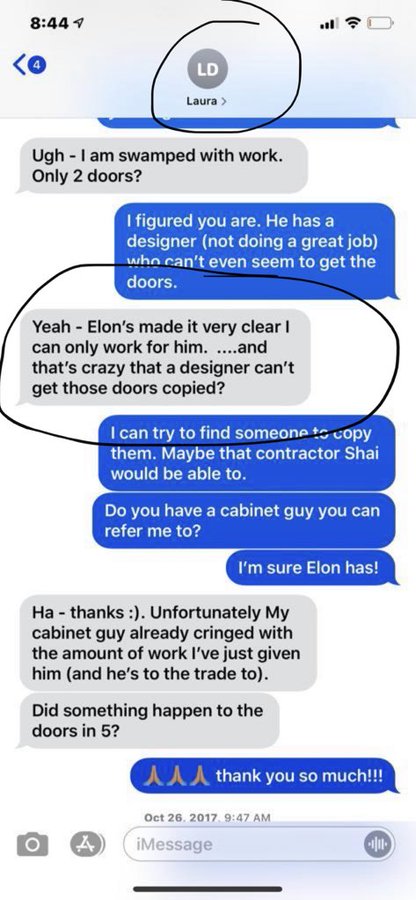 8:44
4
LD
Laura >
Ugh - I am swamped with work.
Only 2 doors?
I figured you are. He has a
designer (not doing a great job)
who can't even seem to get the
doors.
Yeah - Elon's made it very clear I
can only work for him.  ....and
that's crazy that a designer can't
get those doors copied?
I can try to find someone to copy
them. Maybe that contractor Shai
would be able to.
Do you have a cabinet guy you can
refer me to?
I'm sure Elon has!
Ha - thanks :). Unfortunately My
cabinet guy already cringed with
the amount of work I've just given
him (and he's to the trade to).
Did something happen to the
doors in 5?
🙏🏽🙏🏽🙏🏽 thank you so much!!!
Oct 26, 2017, 9:47 AM
iMessage